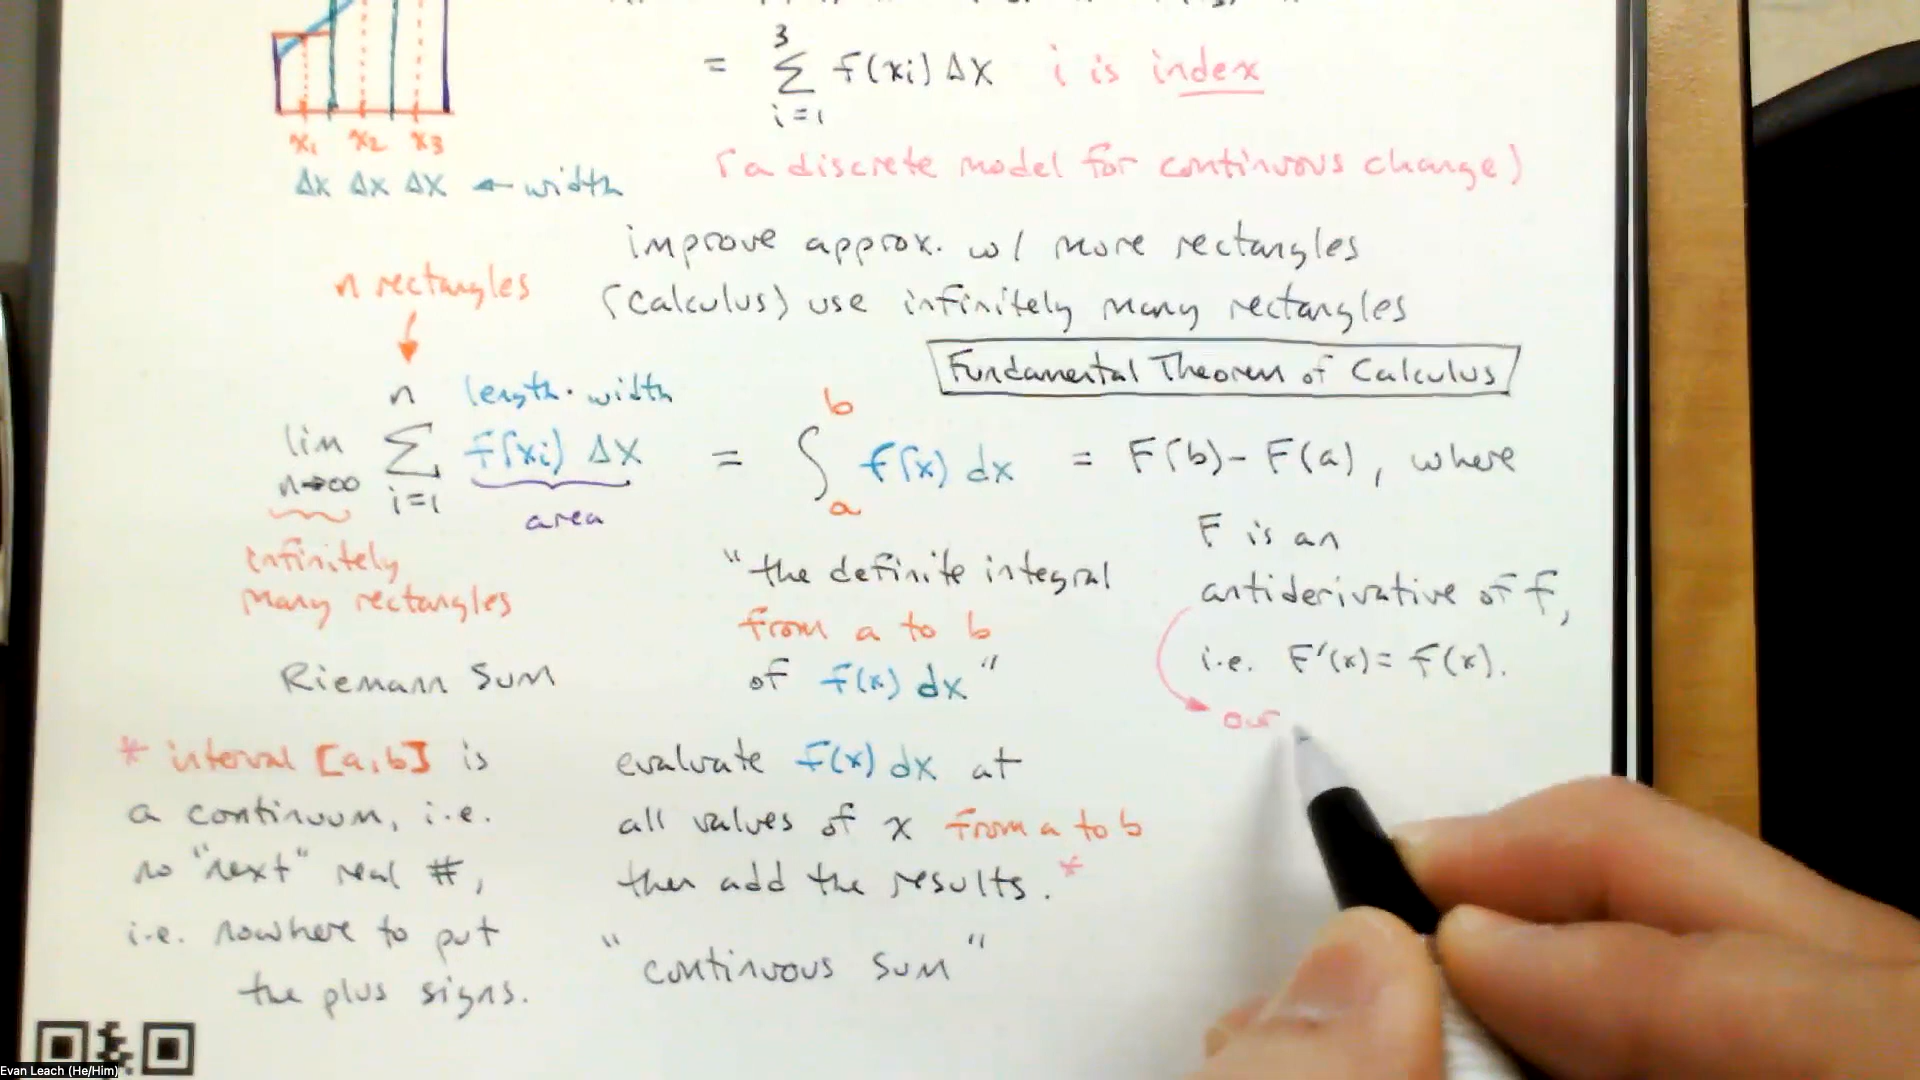 = 3 Σ i=1 f(xi) Δx i is index
x1 x2 x3
(a discrete model for continuous change)
Δx Δx Δx ← width
improve approx. w/ more rectangles
n rectangles
(calculus) use infinitely many rectangles
Fundamental Theorem of Calculus
lim n→∞ n Σ i=1 f(xi) Δx = ∫ b a f(x) dx = F(b) - F(a), where
length · width
area
infinitely
many rectangles
Riemann Sum
"the definite integral
from a to b
of f(x) dx"
F is an
antiderivative of f,
i.e. F'(x) = f(x).
our
* interval [a,b] is
a continuum, i.e.
no "next" real #,
i.e. nowhere to put
the plus signs.
evaluate f(x) dx at
all values of x from a to b
then add the results. *
"continuous sum"
Evan Leach (He/Him)